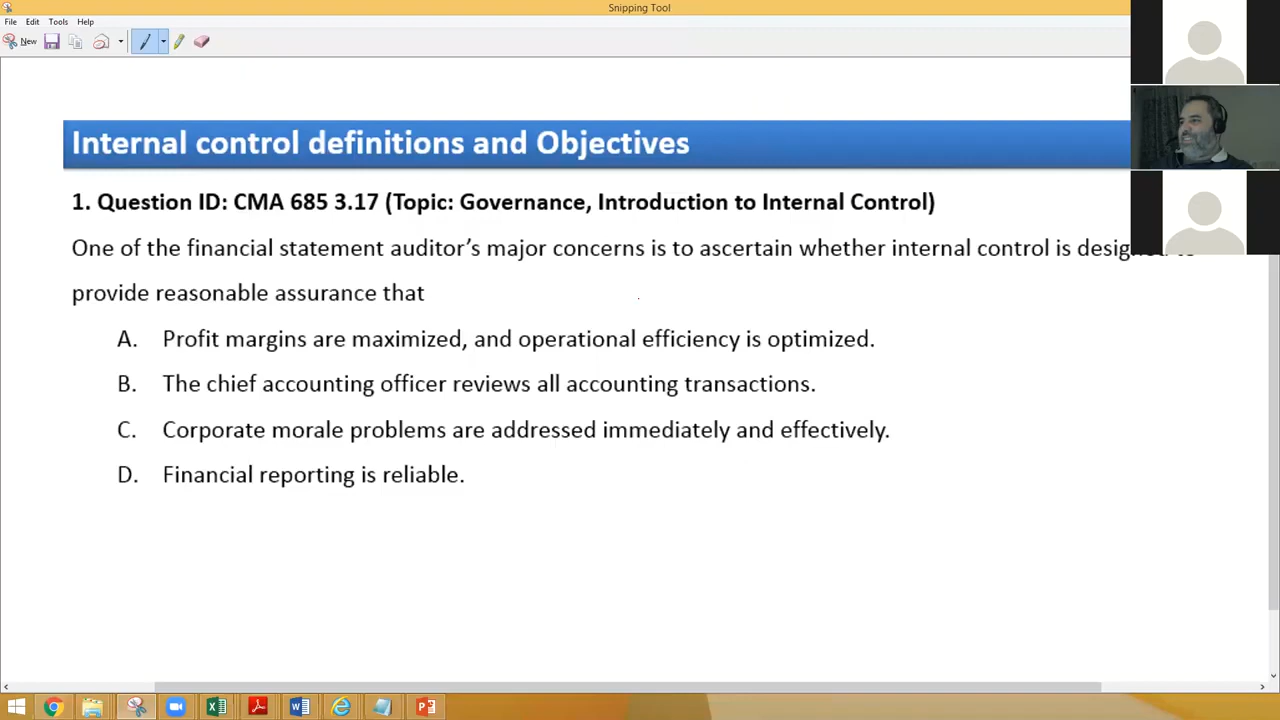 Snipping Tool
File Edit Tools Help
New
Internal control definitions and Objectives
1. Question ID: CMA 685 3.17 (Topic: Governance, Introduction to Internal Control)
One of the financial statement auditor's major concerns is to ascertain whether internal control is designed to
provide reasonable assurance that
A. Profit margins are maximized, and operational efficiency is optimized.
B. The chief accounting officer reviews all accounting transactions.
C. Corporate morale problems are addressed immediately and effectively.
D. Financial reporting is reliable.